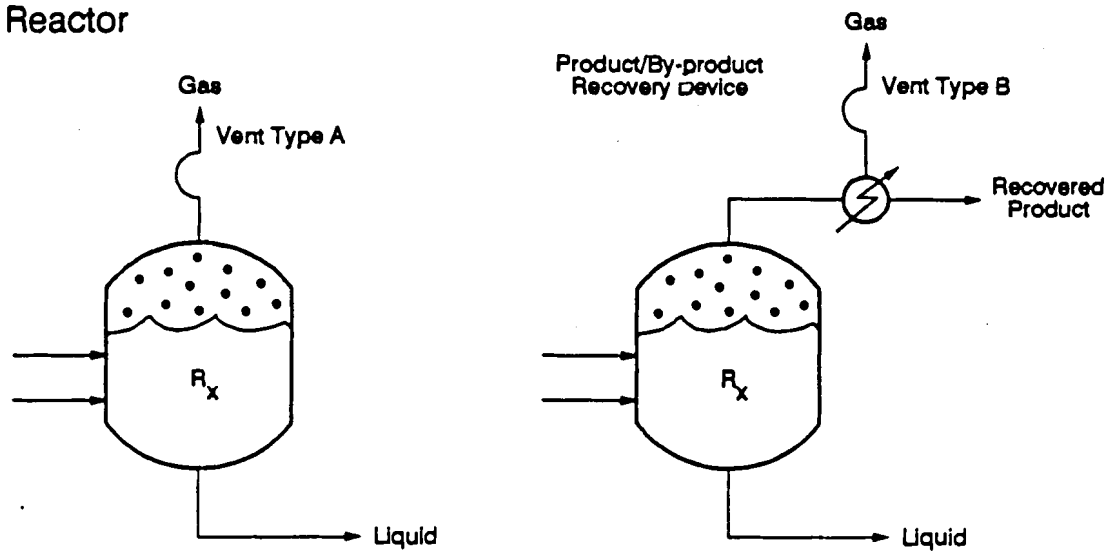 Reactor
Gas
Vent Type A
Rx
Liquid
Product/By-product
Recovery Device
Gas
Vent Type B
Recovered
Product
Rx
Liquid